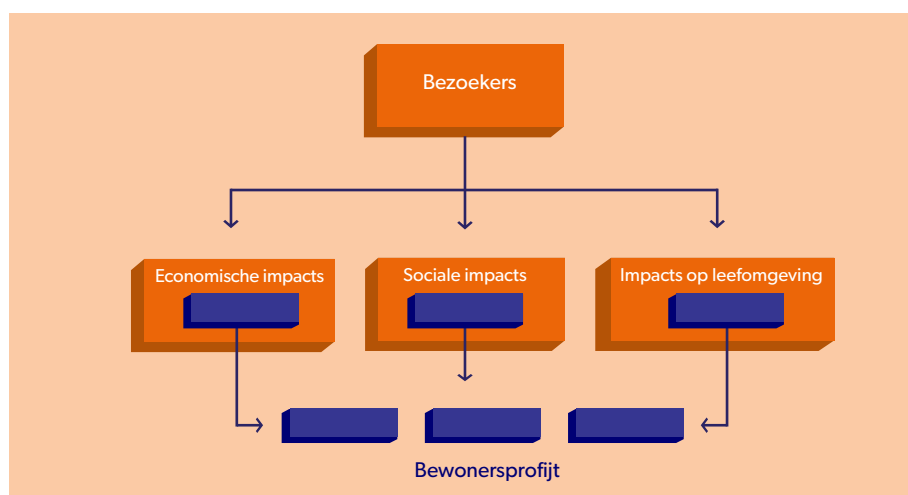 Bezoekers
Economische impacts
Sociale impacts
Impacts op leefomgeving
Bewonersprofijt